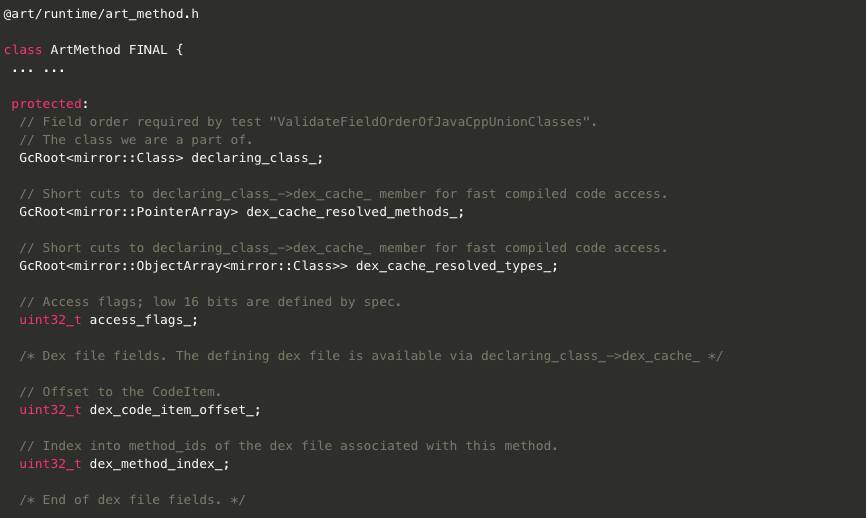 @art/runtime/art_method.h
class ArtMethod FINAL {
... ...
protected:
// Field order required by test "ValidateFieldOrderOfJavaCppUnionClasses".
// The class we are a part of.
GcRoot<mirror::Class> declaring_class_;
// Short cuts to declaring_class_->dex_cache_ member for fast compiled code access.
GcRoot<mirror::PointerArray> dex_cache_resolved_methods_;
// Short cuts to declaring_class_->dex_cache_ member for fast compiled code access.
GcRoot<mirror::ObjectArray<mirror::Class>> dex_cache_resolved_types_;
// Access flags; low 16 bits are defined by spec.
uint32_t access_flags_;
/* Dex file fields. The defining dex file is available via declaring_class_->dex_cache_ */
// Offset to the CodeItem.
uint32_t dex_code_item_offset_;
// Index into method_ids of the dex file associated with this method.
uint32_t dex_method_index_;
/* End of dex file fields. */